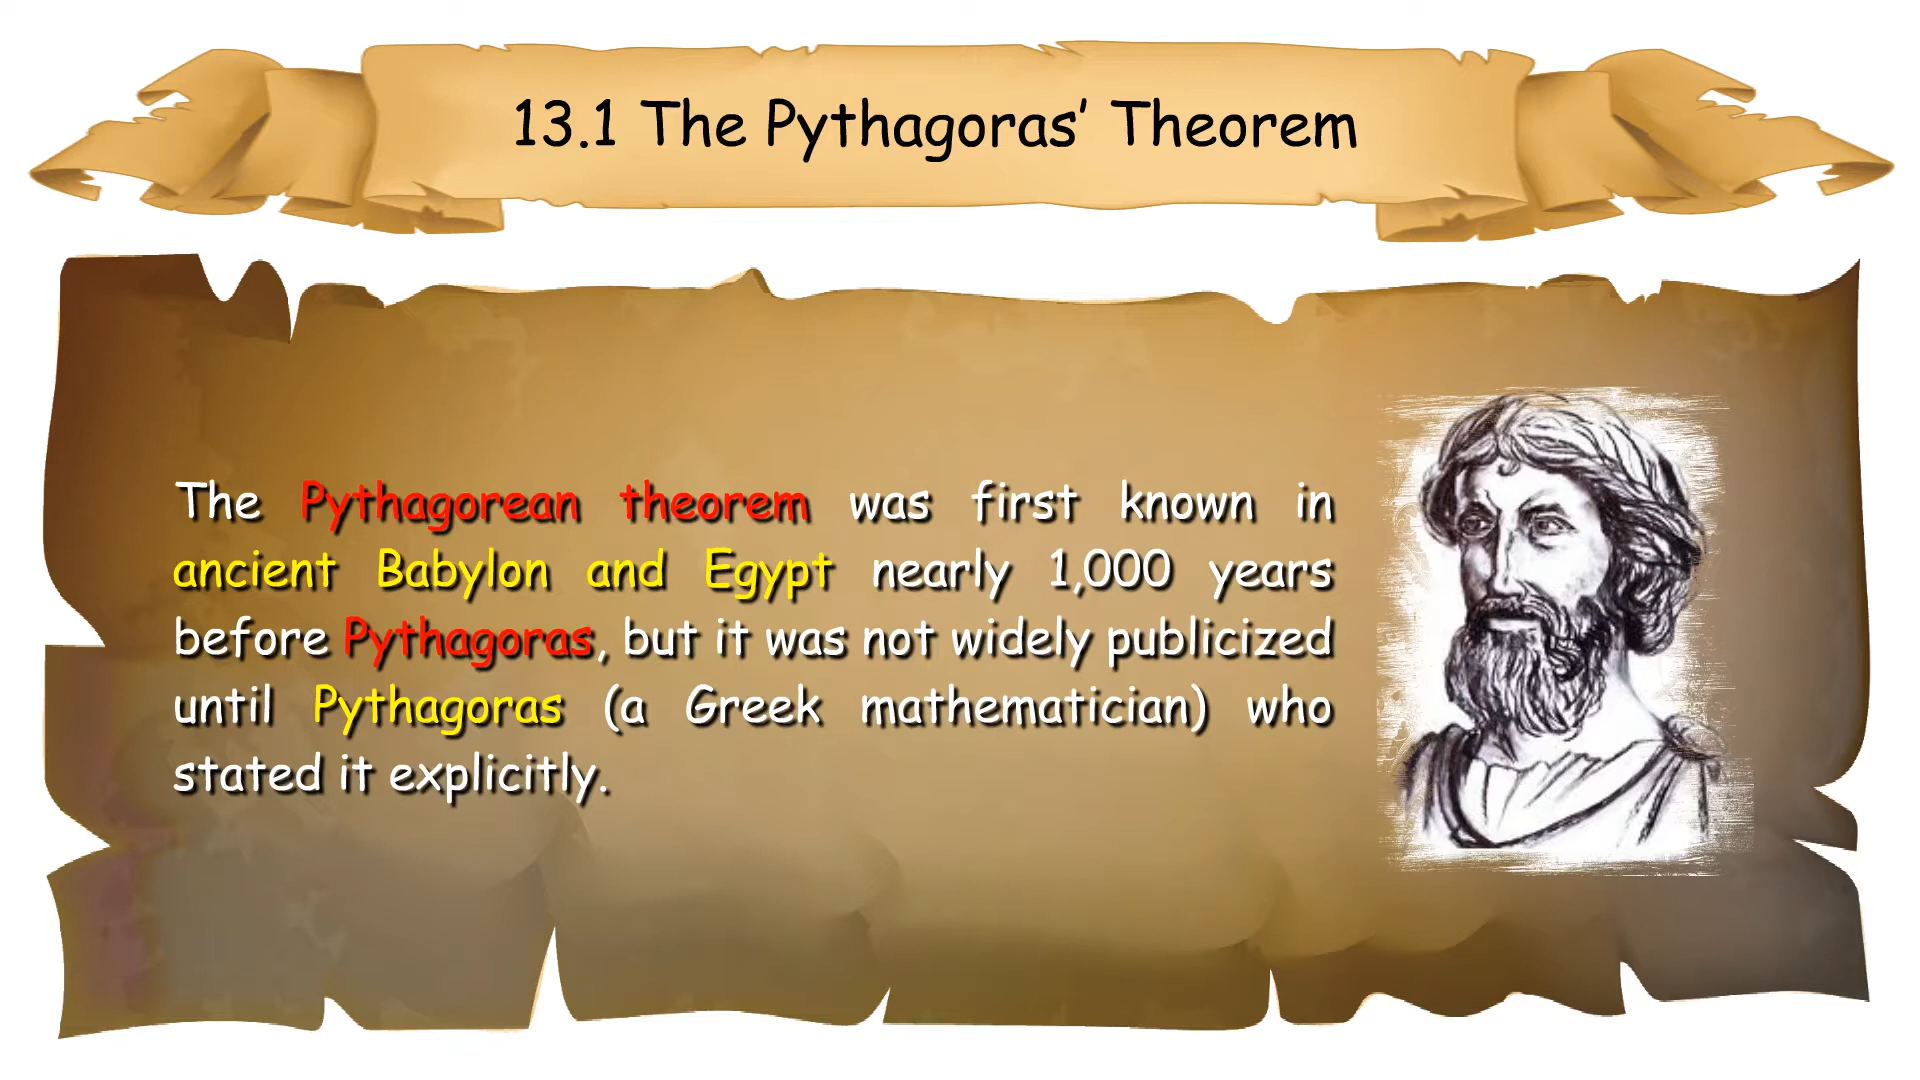 13.1 The Pythagoras’ Theorem
The Pythagorean theorem was first known in
ancient Babylon and Egypt nearly 1,000 years
before Pythagoras, but it was not widely publicized
until Pythagoras (a Greek mathematician) who
stated it explicitly.